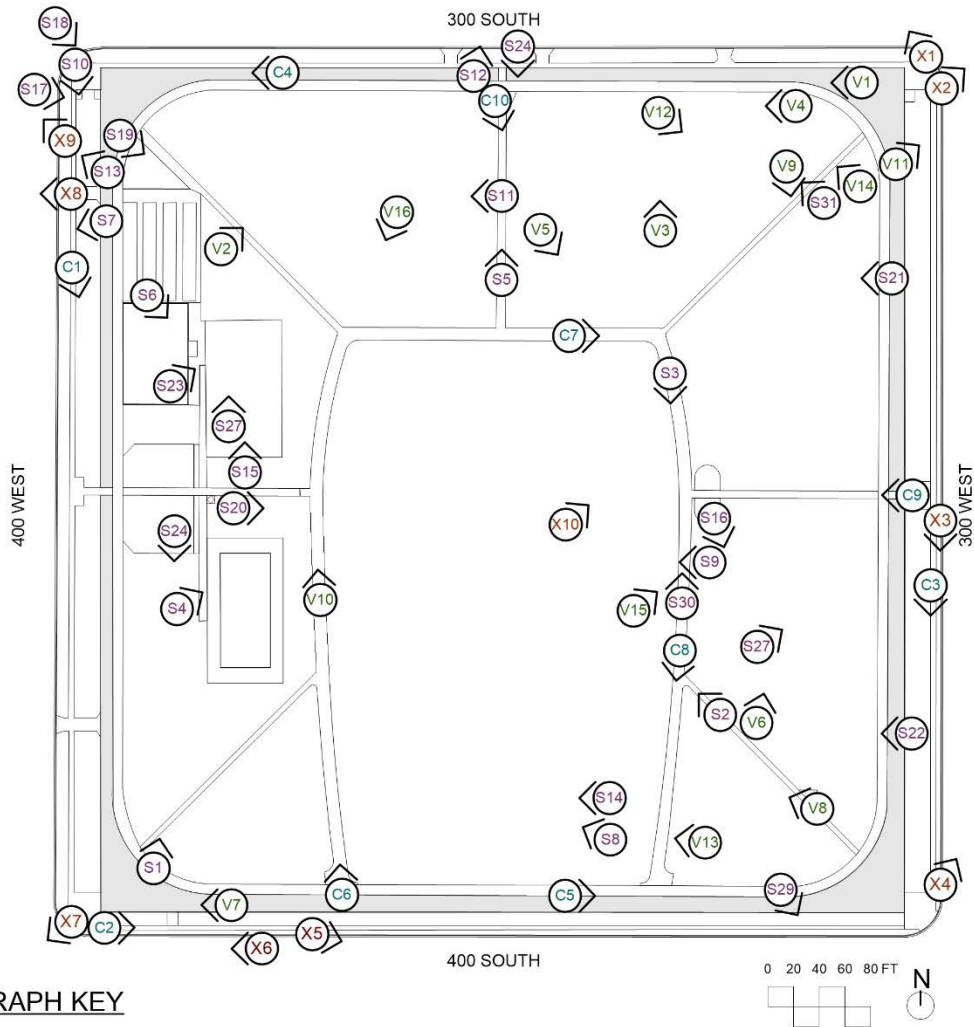 300 SOUTH
S18
S24
S10
S12
X1
S17
C4
V1
X2
C10
V4
V12
X9
S19
S13
V9
V11
X8
S11
S31
V14
S7
V16
V5
V3
V2
C1
S5
S21
S6
C7
S3
S23
S27
S15
400 WEST
S20
C9
S24
X10
S16
X3
300 WEST
S9
C3
S4
V10
V15
S30
C8
S27
S2
V6
S22
S14
V8
S8
V13
S1
C6
C5
S29
X4
V7
X7
C2
X5
X6
400 SOUTH
0 20 40 60 80 FT
N
RAPH KEY